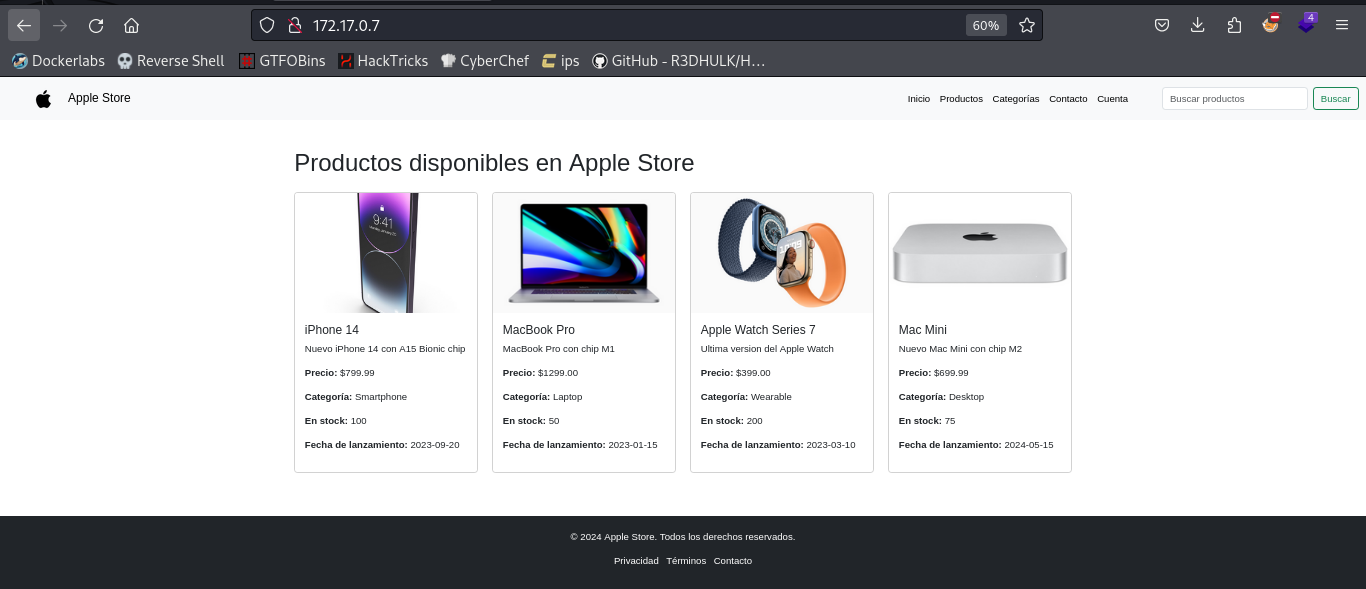 172.17.0.7
60%
4
Dockerlabs Reverse Shell GTFOBins HackTricks CyberChef ips GitHub - R3DHULK/H…
Apple Store Inicio Productos Categorías Contacto Cuenta Buscar productos Buscar
Productos disponibles en Apple Store
9:41
iPhone 14
Nuevo iPhone 14 con A15 Bionic chip
Precio: $799.99
Categoría: Smartphone
En stock: 100
Fecha de lanzamiento: 2023-09-20
MacBook Pro
MacBook Pro con chip M1
Precio: $1299.00
Categoría: Laptop
En stock: 50
Fecha de lanzamiento: 2023-01-15
10:09
Apple Watch Series 7
Ultima version del Apple Watch
Precio: $399.00
Categoría: Wearable
En stock: 200
Fecha de lanzamiento: 2023-03-10
Mac Mini
Nuevo Mac Mini con chip M2
Precio: $699.99
Categoría: Desktop
En stock: 75
Fecha de lanzamiento: 2024-05-15
© 2024 Apple Store. Todos los derechos reservados.
Privacidad Términos Contacto